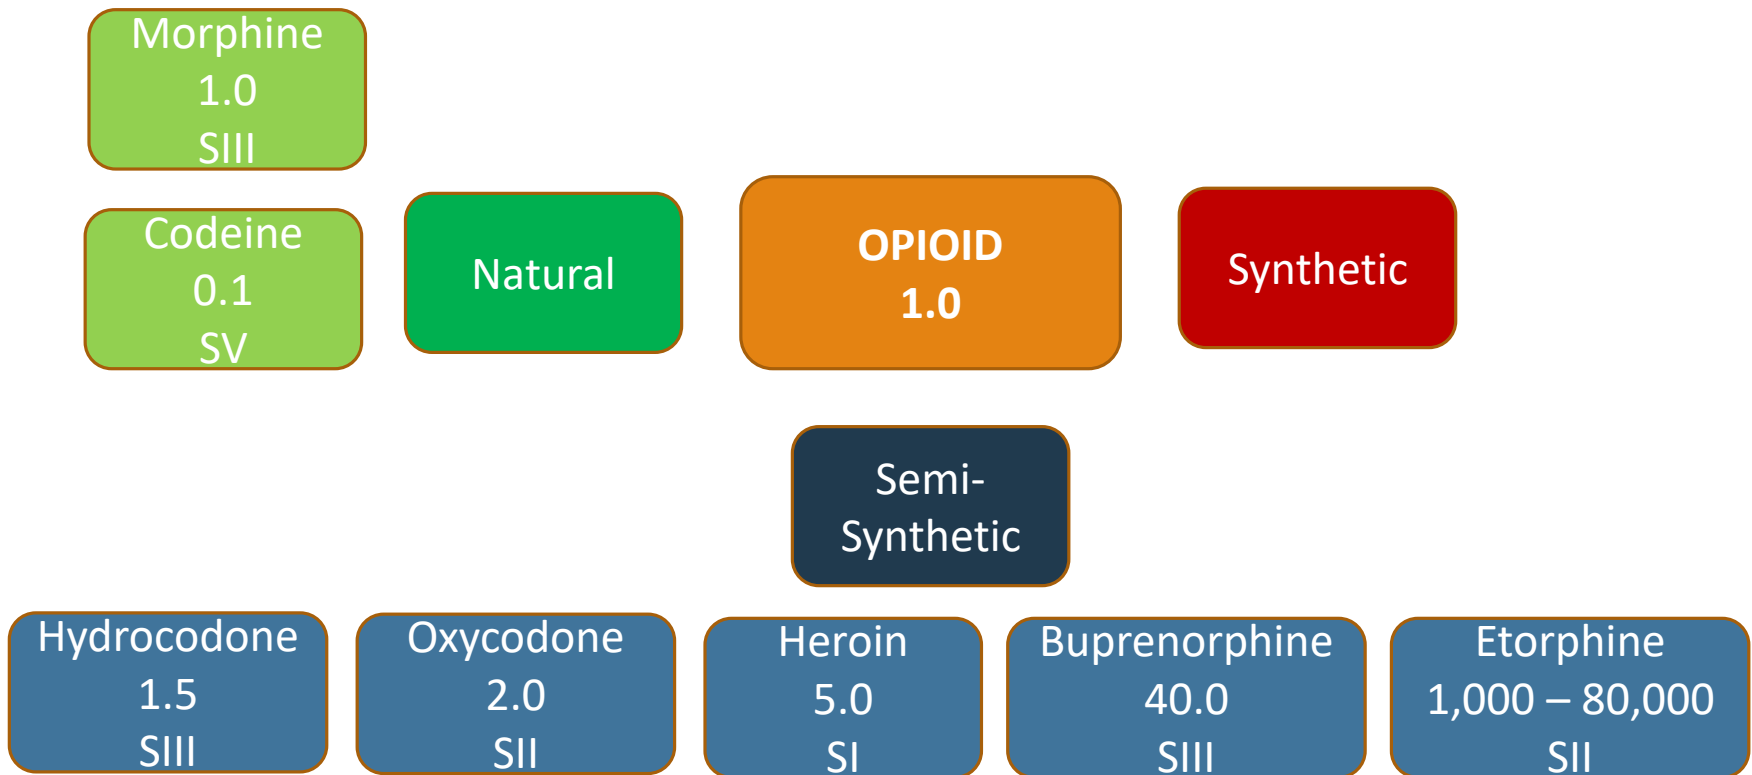 Morphine
1.0
SIII
Codeine
0.1
SV
Natural
OPIOID
1.0
Synthetic
Semi-
Synthetic
Hydrocodone
1.5
SIII
Oxycodone
2.0
SII
Heroin
5.0
SI
Buprenorphine
40.0
SIII
Etorphine
1,000 – 80,000
SII